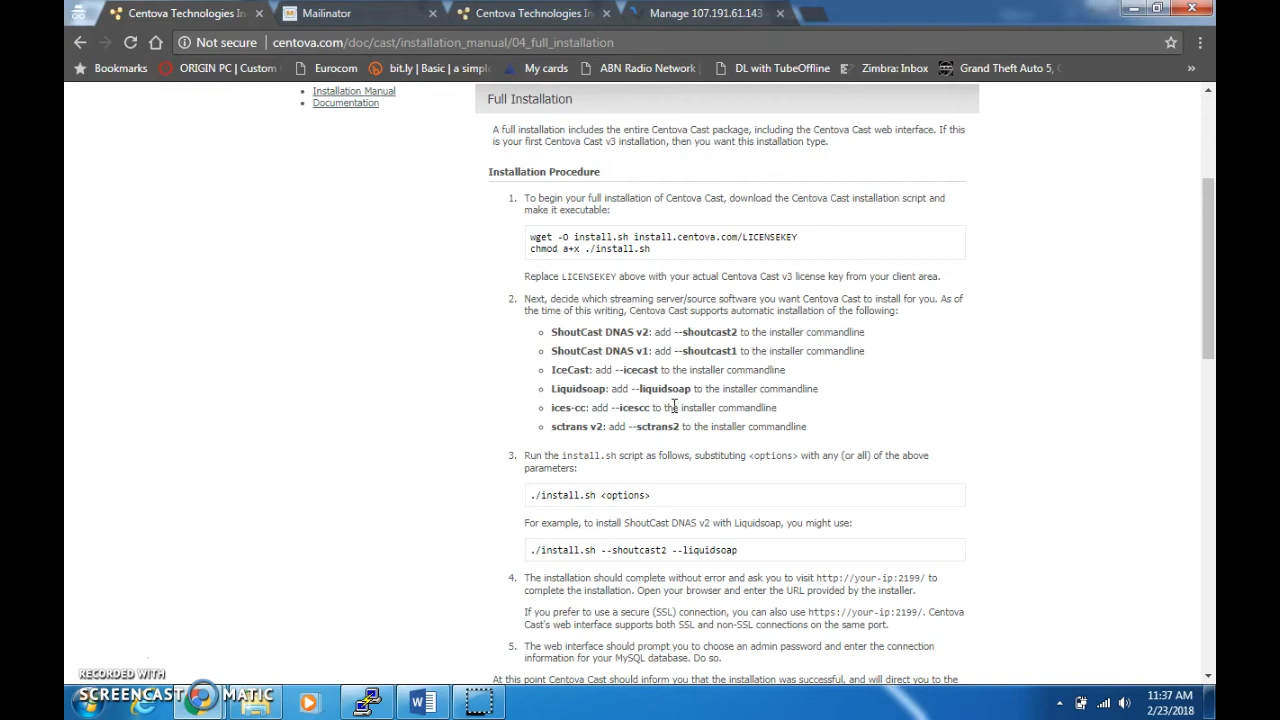 Centova Technologies In
Mailinator
Centova Technologies In
Manage 107.191.61.143
Not secure | centova.com/doc/cast/installation_manual/04_full_installation
Bookmarks ORIGIN PC | Custom Eurocom bit.ly | Basic | a simple My cards ABN Radio Network DL with TubeOffline Zimbra: Inbox Grand Theft Auto 5, »
• Installation Manual
• Documentation
Full Installation
A full installation includes the entire Centova Cast package, including the Centova Cast web interface. If this
is your first Centova Cast v3 installation, then you want this installation type.
Installation Procedure
1. To begin your full installation of Centova Cast, download the Centova Cast installation script and
make it executable:
wget -O install.sh install.centova.com/LICENSEKEY
chmod a+x ./install.sh
Replace LICENSEKEY above with your actual Centova Cast v3 license key from your client area.
2. Next, decide which streaming server/source software you want Centova Cast to install for you. As of
the time of this writing, Centova Cast supports automatic installation of the following:
ShoutCast DNAS v2: add --shoutcast2 to the installer commandline
ShoutCast DNAS v1: add --shoutcast1 to the installer commandline
IceCast: add --icecast to the installer commandline
Liquidsoap: add --liquidsoap to the installer commandline
ices-cc: add --icescc to the installer commandline
sctrans v2: add --sctrans2 to the installer commandline
3. Run the install.sh script as follows, substituting <options> with any (or all) of the above
parameters:
./install.sh <options>
For example, to install ShoutCast DNAS v2 with Liquidsoap, you might use:
./install.sh --shoutcast2 --liquidsoap
4. The installation should complete without error and ask you to visit http://your-ip:2199/ to
complete the installation. Open your browser and enter the URL provided by the installer.
If you prefer to use a secure (SSL) connection, you can also use https://your-ip:2199/. Centova
Cast's web interface supports both SSL and non-SSL connections on the same port.
5. The web interface should prompt you to choose an admin password and enter the connection
information for your MySQL database. Do so.
At this point Centova Cast should inform you that the installation was successful, and will direct you to the
RECORDED WITH
SCREENCAST MATIC
11:37 AM
2/23/2018